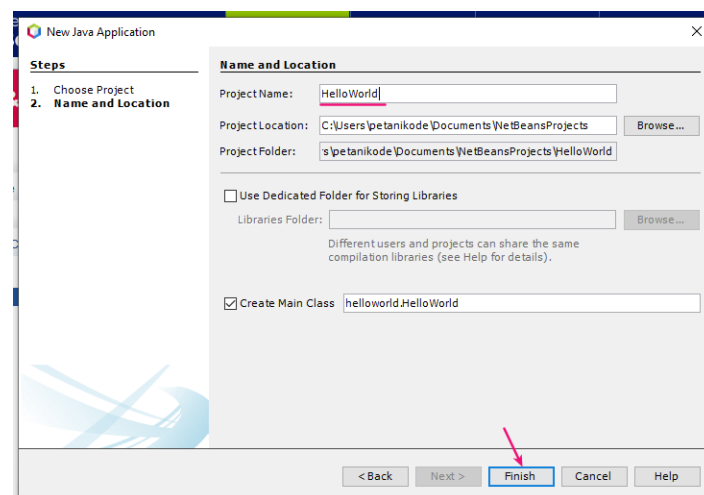 New Java Application
Steps
1. Choose Project
2. Name and Location
Name and Location
Project Name: HelloWorld
Project Location: C:\Users\petanikode\Documents\NetBeansProjects Browse...
Project Folder: 's\petanikode\Documents\NetBeansProjects\HelloWorld
Use Dedicated Folder for Storing Libraries
Libraries Folder: Browse...
Different users and projects can share the same
compilation libraries (see Help for details).
Create Main Class helloworld.HelloWorld
< Back Next > Finish Cancel Help